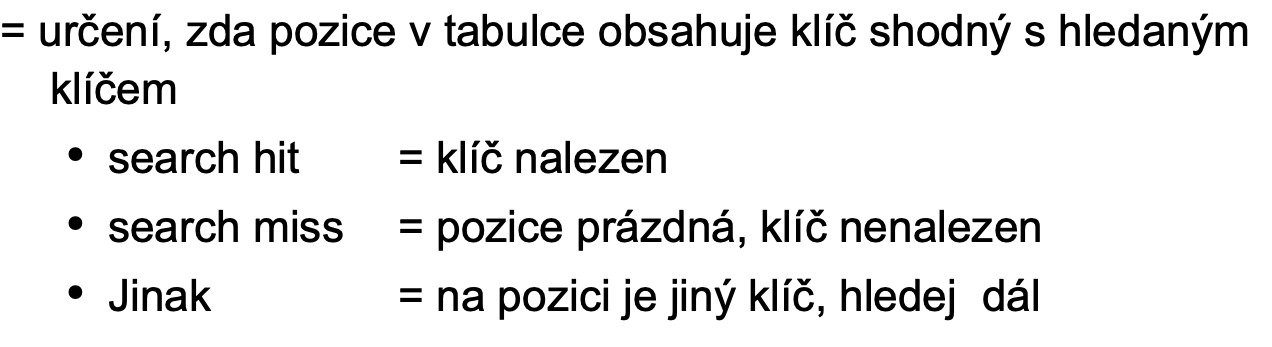 = určení, zda pozice v tabulce obsahuje klíč shodný s hledaným
klíčem
• search hit = klíč nalezen
• search miss = pozice prázdná, klíč nenalezen
• Jinak = na pozici je jiný klíč, hledej dál